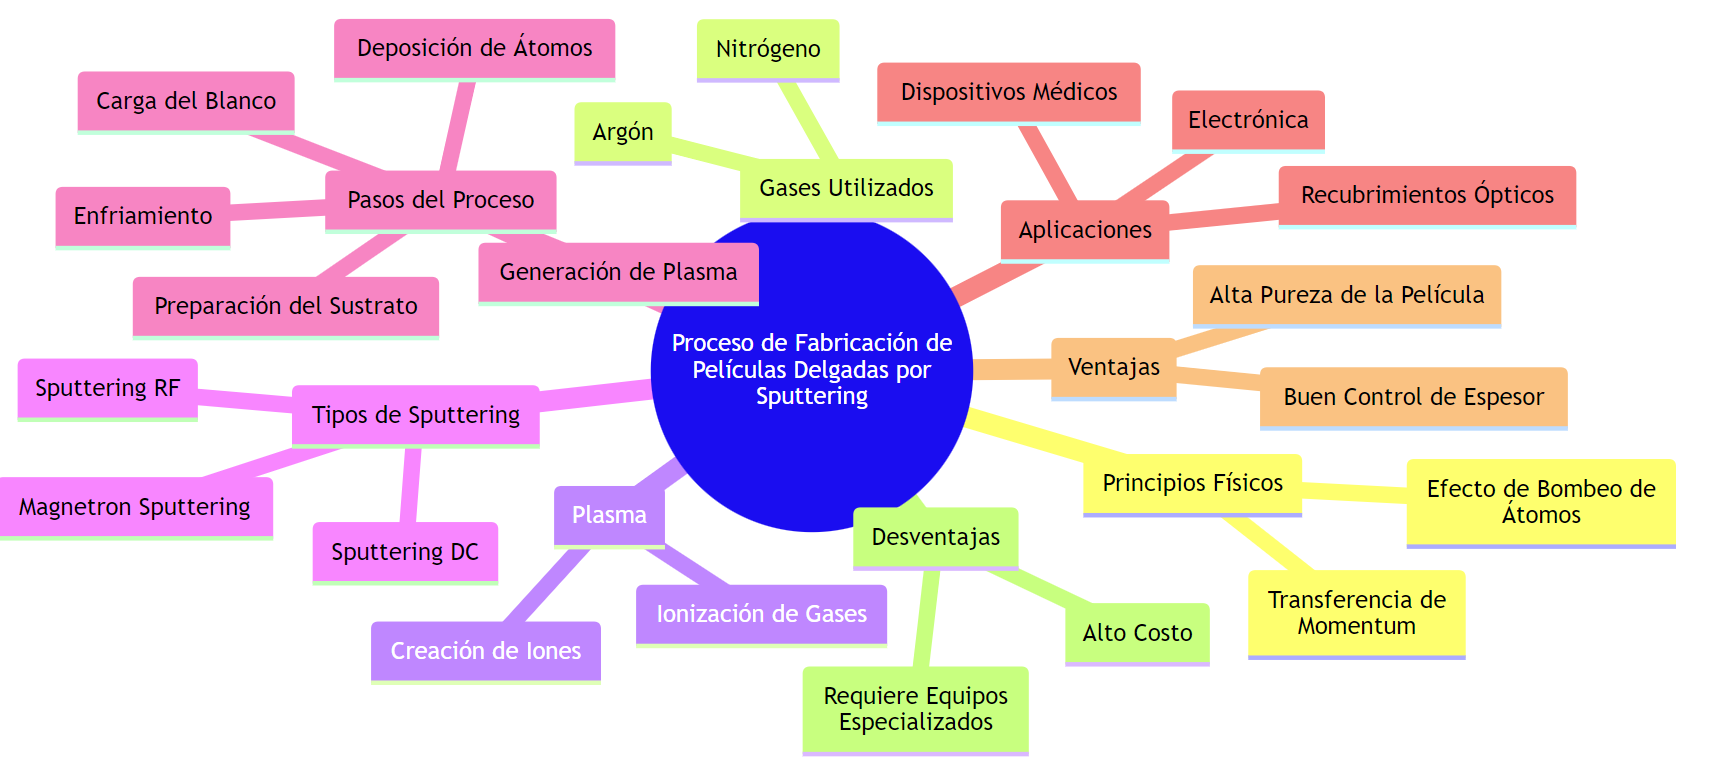 Deposición de Átomos
Nitrógeno
Carga del Blanco
Argón
Dispositivos Médicos
Electrónica
Enfriamiento
Pasos del Proceso
Gases Utilizados
Aplicaciones
Recubrimientos Ópticos
Preparación del Sustrato
Generación de Plasma
Alta Pureza de la Película
Proceso de Fabricación de
Películas Delgadas por
Sputtering
Ventajas
Buen Control de Espesor
Sputtering RF
Tipos de Sputtering
Magnetron Sputtering
Sputtering DC
Plasma
Creación de Iones
Ionización de Gases
Desventajas
Alto Costo
Requiere Equipos
Especializados
Principios Físicos
Efecto de Bombeo de
Átomos
Transferencia de
Momentum